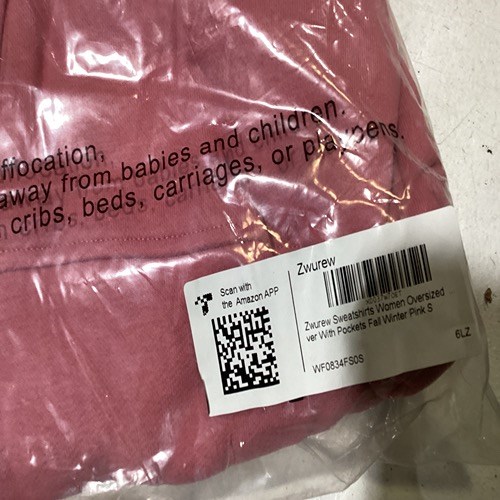 ffocation,
away from babies and children.
cribs, beds, carriages, or playpens.
Scan with
the Amazon APP
Zwurew
Zwurew Sweatshirts Women Oversized
ver With Pockets Fall Winter Pink S
WF0834FS0S
6LZ